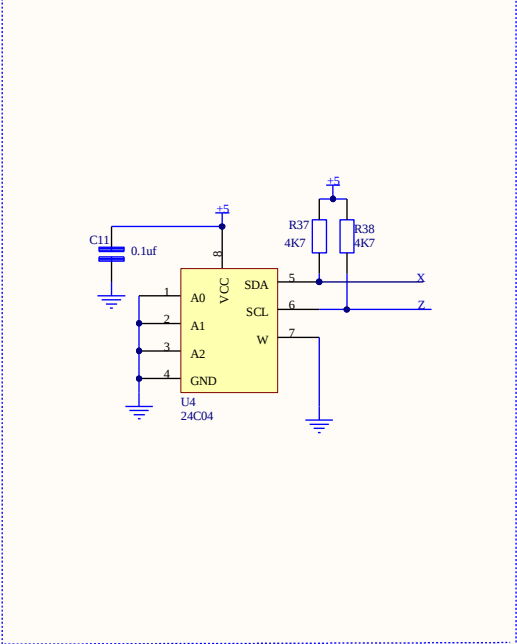 +5
R37
R38
4K7
4K7
+5
C11
0.1uf
8
VCC
5
SDA
X
1
A0
6
SCL
Z
2
A1
7
W
3
A2
4
GND
U4
24C04